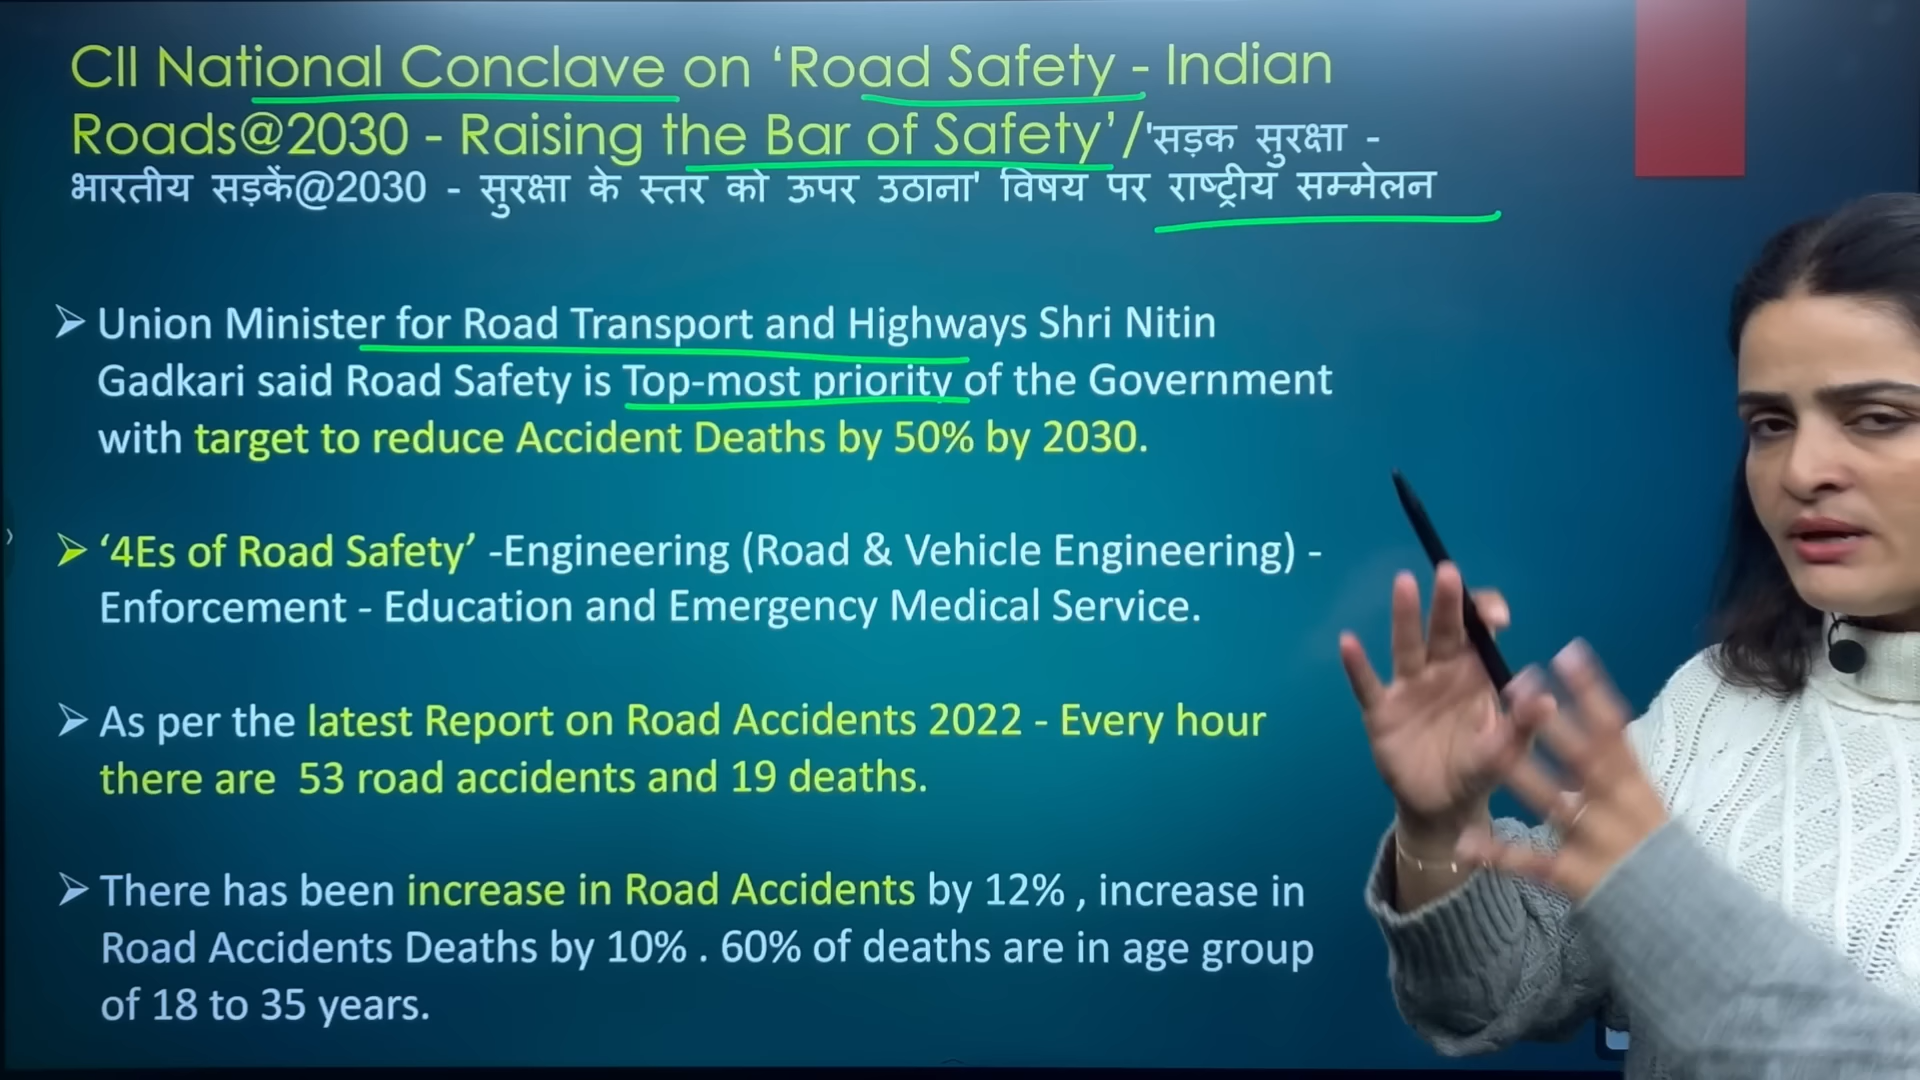 CII National Conclave on ‘Road Safety - Indian
Roads@2030 - Raising the Bar of Safety’/'सड़क सुरक्षा -
भारतीय सड़कें@2030 - सुरक्षा के स्तर को ऊपर उठाना' विषय पर राष्ट्रीय सम्मेलन
➢ Union Minister for Road Transport and Highways Shri Nitin
Gadkari said Road Safety is Top-most priority of the Government
with target to reduce Accident Deaths by 50% by 2030.
➢ ‘4Es of Road Safety’ -Engineering (Road & Vehicle Engineering) -
Enforcement - Education and Emergency Medical Service.
➢ As per the latest Report on Road Accidents 2022 - Every hour
there are 53 road accidents and 19 deaths.
➢ There has been increase in Road Accidents by 12% , increase in
Road Accidents Deaths by 10% . 60% of deaths are in age group
of 18 to 35 years.